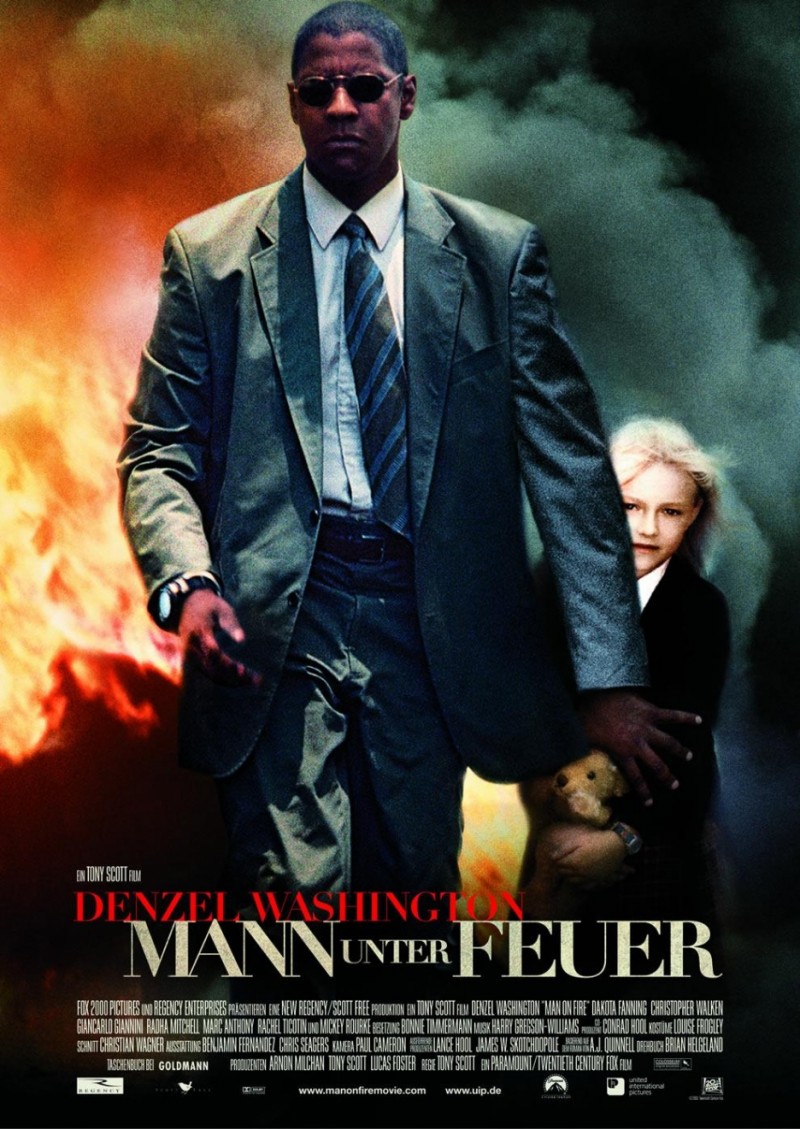 EIN TONY SCOTT FILM
DENZEL WASHINGTON
MANN UNTER FEUER
FOX 2000 PICTURES UND REGENCY ENTERPRISES PRÄSENTIEREN EINE NEW REGENCY/SCOTT FREE PRODUKTION EIN TONY SCOTT FILM DENZEL WASHINGTON "MAN ON FIRE" DAKOTA FANNING CHRISTOPHER WALKEN
GIANCARLO GIANNINI RADHA MITCHELL MARC ANTHONY RACHEL TICOTIN UND MICKEY ROURKE BESETZUNG BONNIE TIMMERMANN MUSIK HARRY GREGSON-WILLIAMS CONRAD HOOL KOSTÜME LOUISE FROGLEY
SCHNITT CHRISTIAN WAGNER AUSSTATTUNG BENJAMIN FERNANDEZ CHRIS SEAGERS KAMERA PAUL CAMERON LANCE HOOL JAMES W. SKOTCHDOPOLE A.J. QUINNELL DREHBUCH BRIAN HELGELAND
TASCHENBUCH BEI GOLDMANN PRODUZENTEN ARNON MILCHAN TONY SCOTT LUCAS FOSTER REGIE TONY SCOTT EIN PARAMOUNT/TWENTIETH CENTURY FOX FILM
REGENCY www.manonfiremovie.com www.uip.de united international pictures